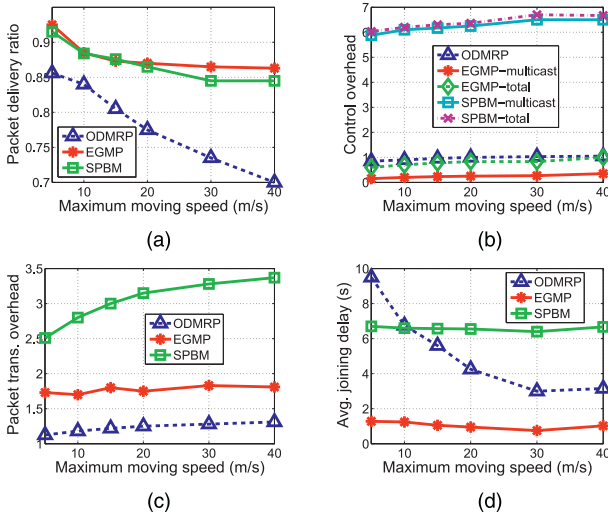 Packet delivery ratio
0.9
0.85
0.8
0.75
0.7
ODMRP
EGMP
SPBM
10 20 30 40
Maximum moving speed (m/s)
(a)
Control overhead
7
6
5
4
3
2
1
0
ODMRP
EGMP−multicast
EGMP−total
SPBM−multicast
SPBM−total
10 20 30 40
Maximum moving speed (m/s)
(b)
Packet trans. overhead
3.5
3
2.5
2
1.5
1
ODMRP
EGMP
SPBM
10 20 30 40
Maximum moving speed (m/s)
(c)
Avg. joining delay (s)
10
8
6
4
2
0
ODMRP
EGMP
SPBM
10 20 30 40
Maximum moving speed (m/s)
(d)